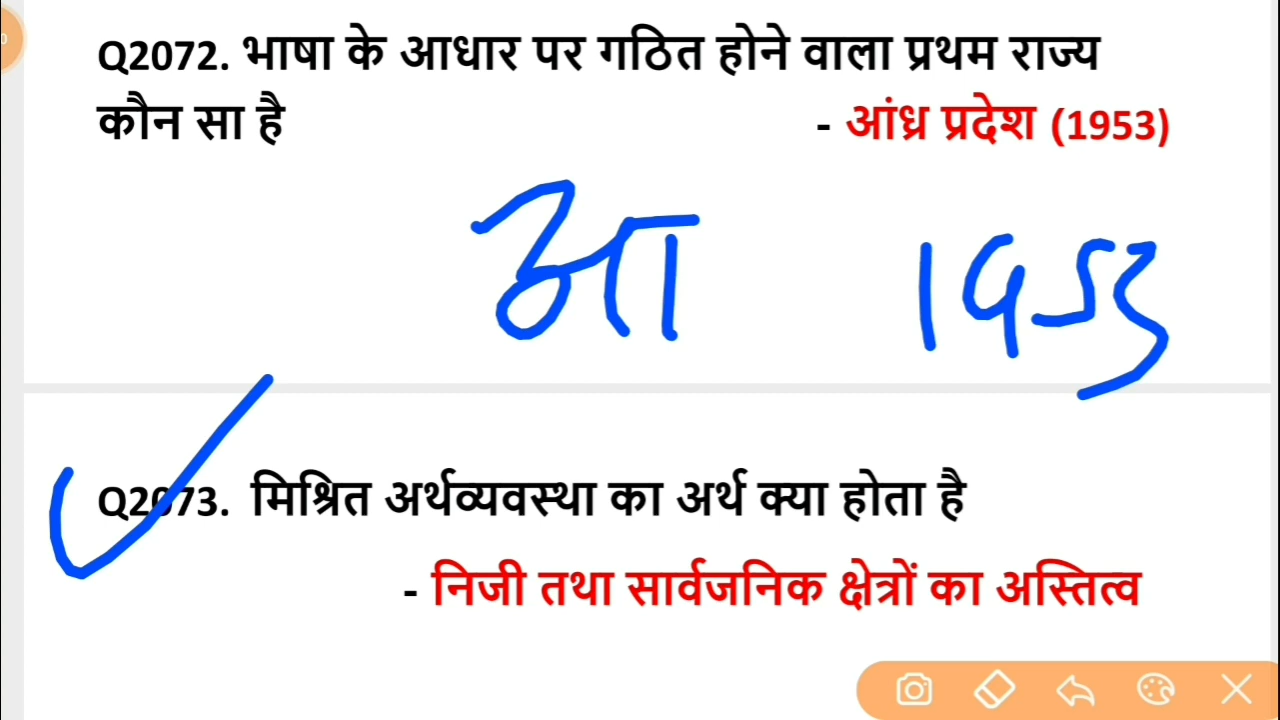 Q2072. भाषा के आधार पर गठित होने वाला प्रथम राज्य
कौन सा है - आंध्र प्रदेश (1953)
आ 1953
Q2073. मिश्रित अर्थव्यवस्था का अर्थ क्या होता है
- निजी तथा सार्वजनिक क्षेत्रों का अस्तित्व